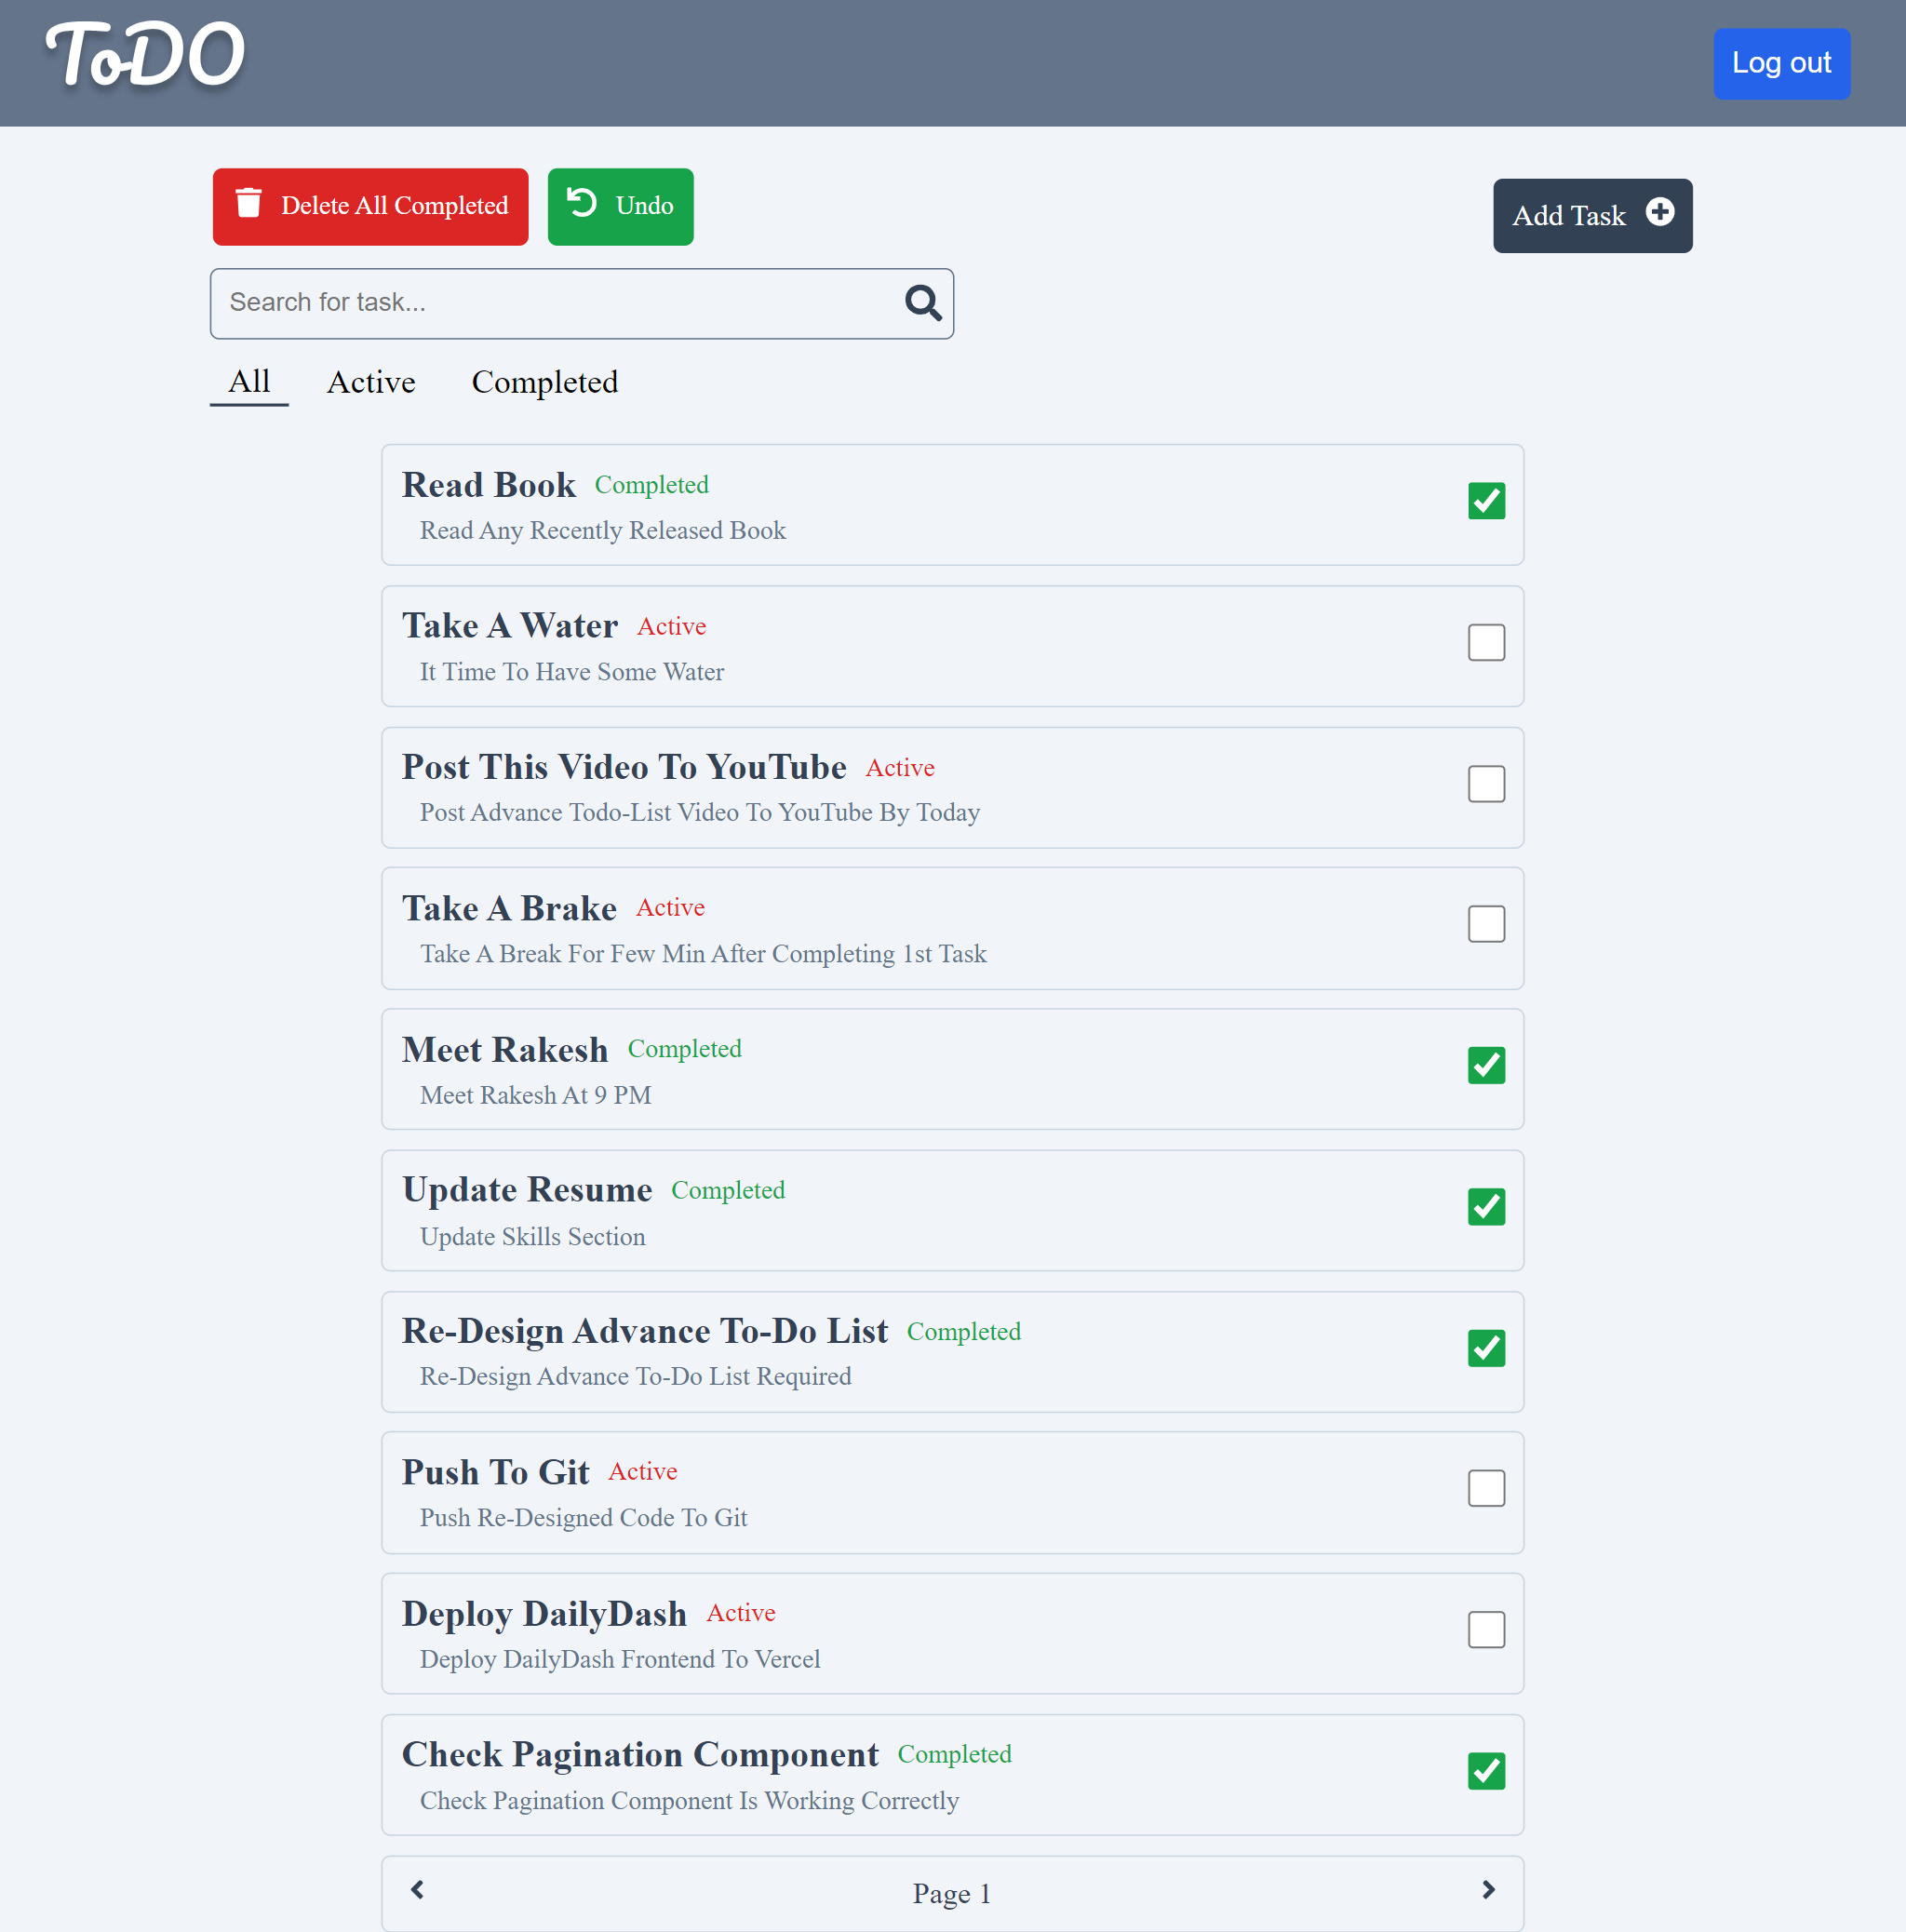 ToDO
Log out
Delete All Completed
Undo
Add Task
Search for task...
All Active Completed
Read Book Completed
Read Any Recently Released Book
Take A Water Active
It Time To Have Some Water
Post This Video To YouTube Active
Post Advance Todo-List Video To YouTube By Today
Take A Brake Active
Take A Break For Few Min After Completing 1st Task
Meet Rakesh Completed
Meet Rakesh At 9 PM
Update Resume Completed
Update Skills Section
Re-Design Advance To-Do List Completed
Re-Design Advance To-Do List Required
Push To Git Active
Push Re-Designed Code To Git
Deploy DailyDash Active
Deploy DailyDash Frontend To Vercel
Check Pagination Component Completed
Check Pagination Component Is Working Correctly
Page 1